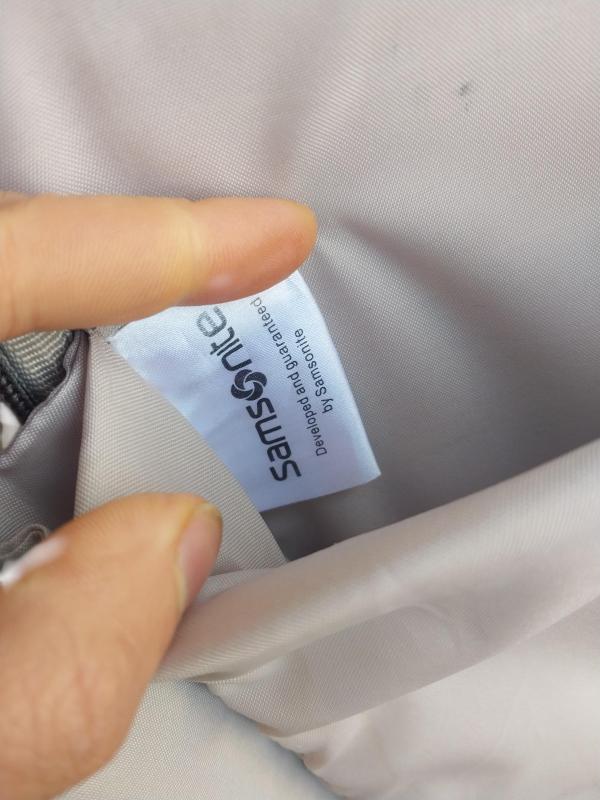 Samsonite
Developed and guaranteed
by Samsonite